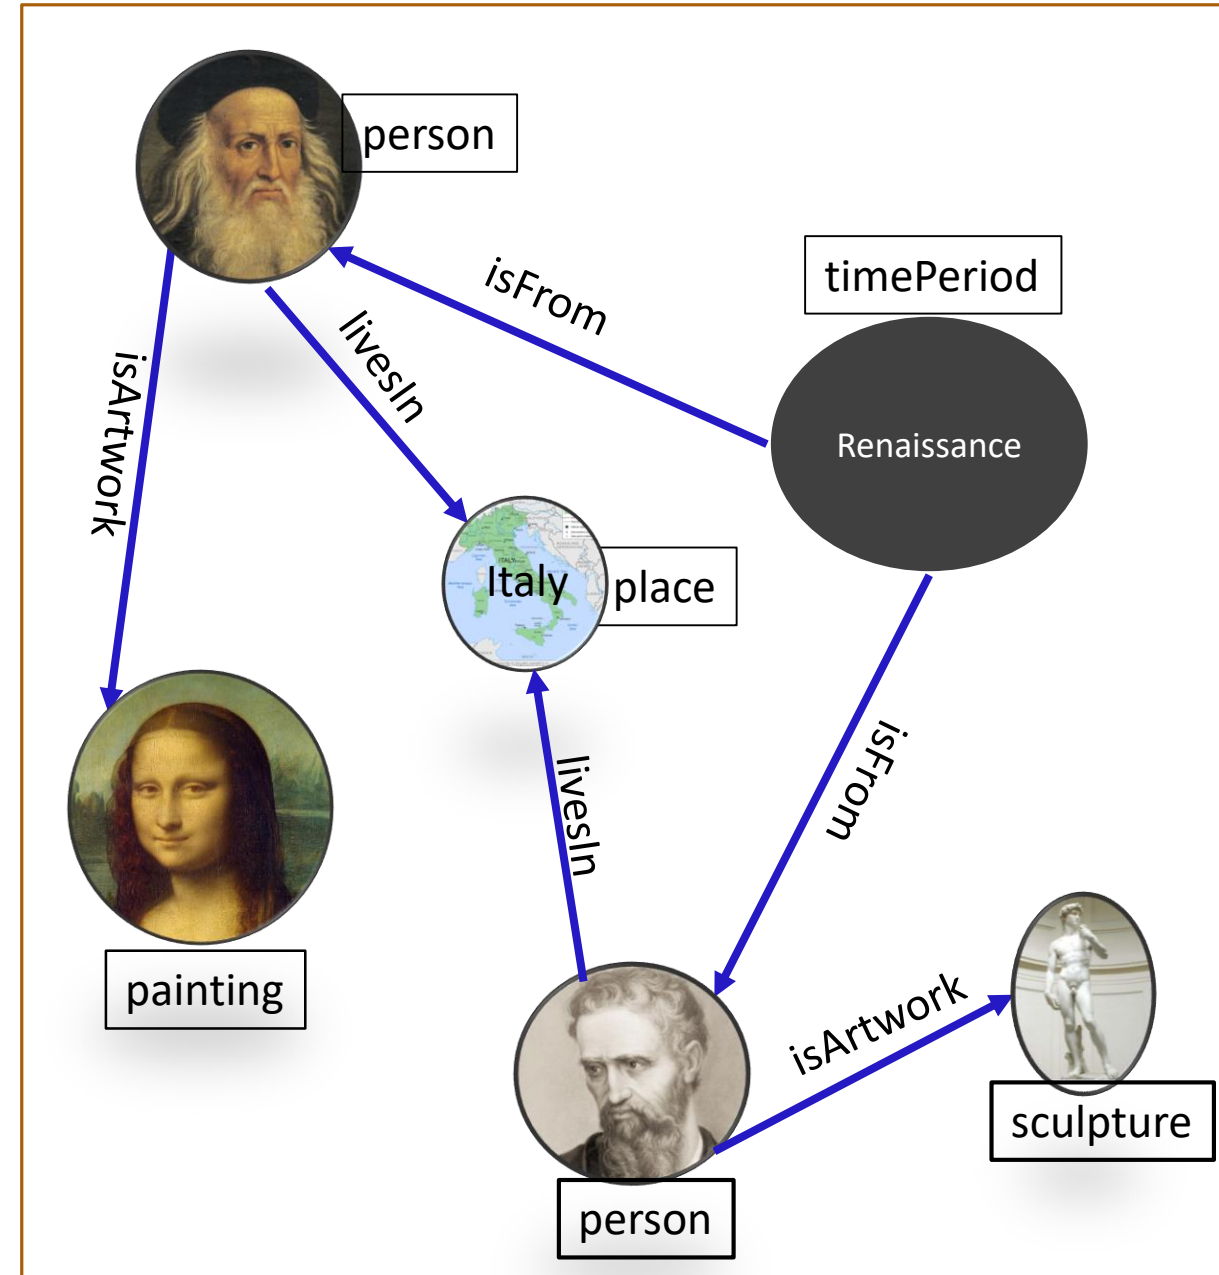 person
isFrom
timePeriod
livesIn
isArtwork
Renaissance
Italy
place
isFrom
livesIn
painting
isArtwork
sculpture
person